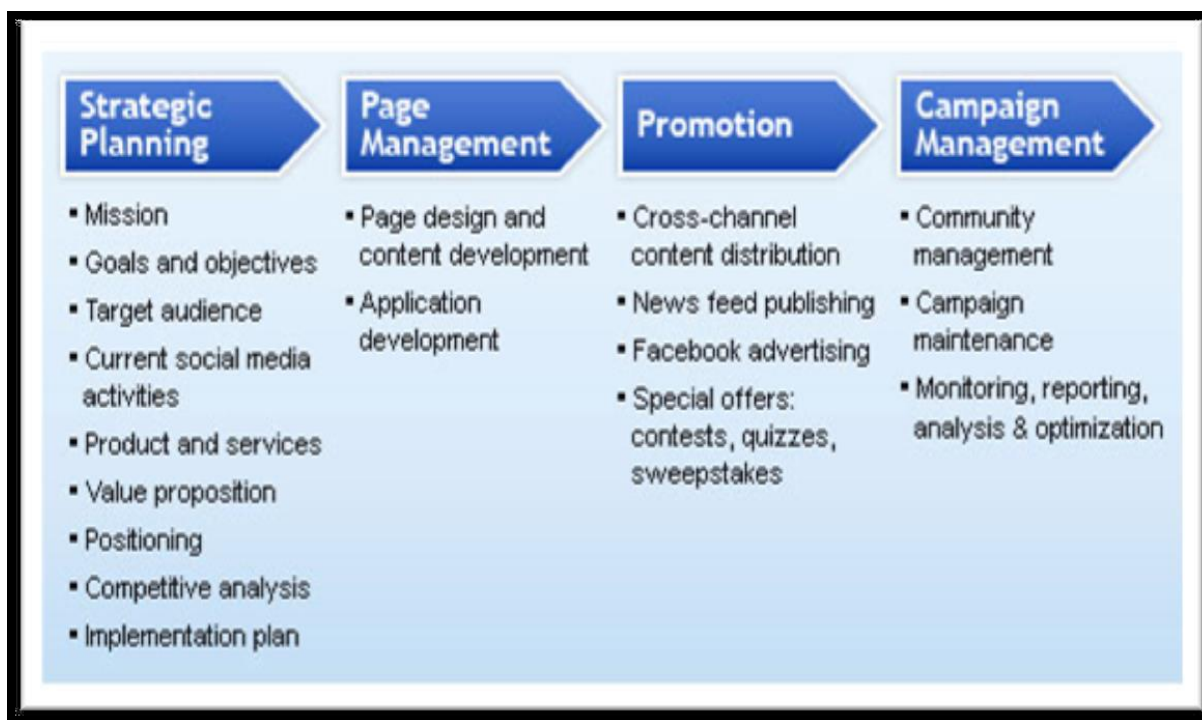 Strategic
Planning
▪ Mission
▪ Goals and objectives
▪ Target audience
▪ Current social media
activities
▪ Product and services
▪ Value proposition
▪ Positioning
▪ Competitive analysis
▪ Implementation plan
Page
Management
▪ Page design and
content development
▪ Application
development
Promotion
▪ Cross-channel
content distribution
▪ News feed publishing
▪ Facebook advertising
▪ Special offers:
contests, quizzes,
sweepstakes
Campaign
Management
▪ Community
management
▪ Campaign
maintenance
▪ Monitoring, reporting,
analysis & optimization